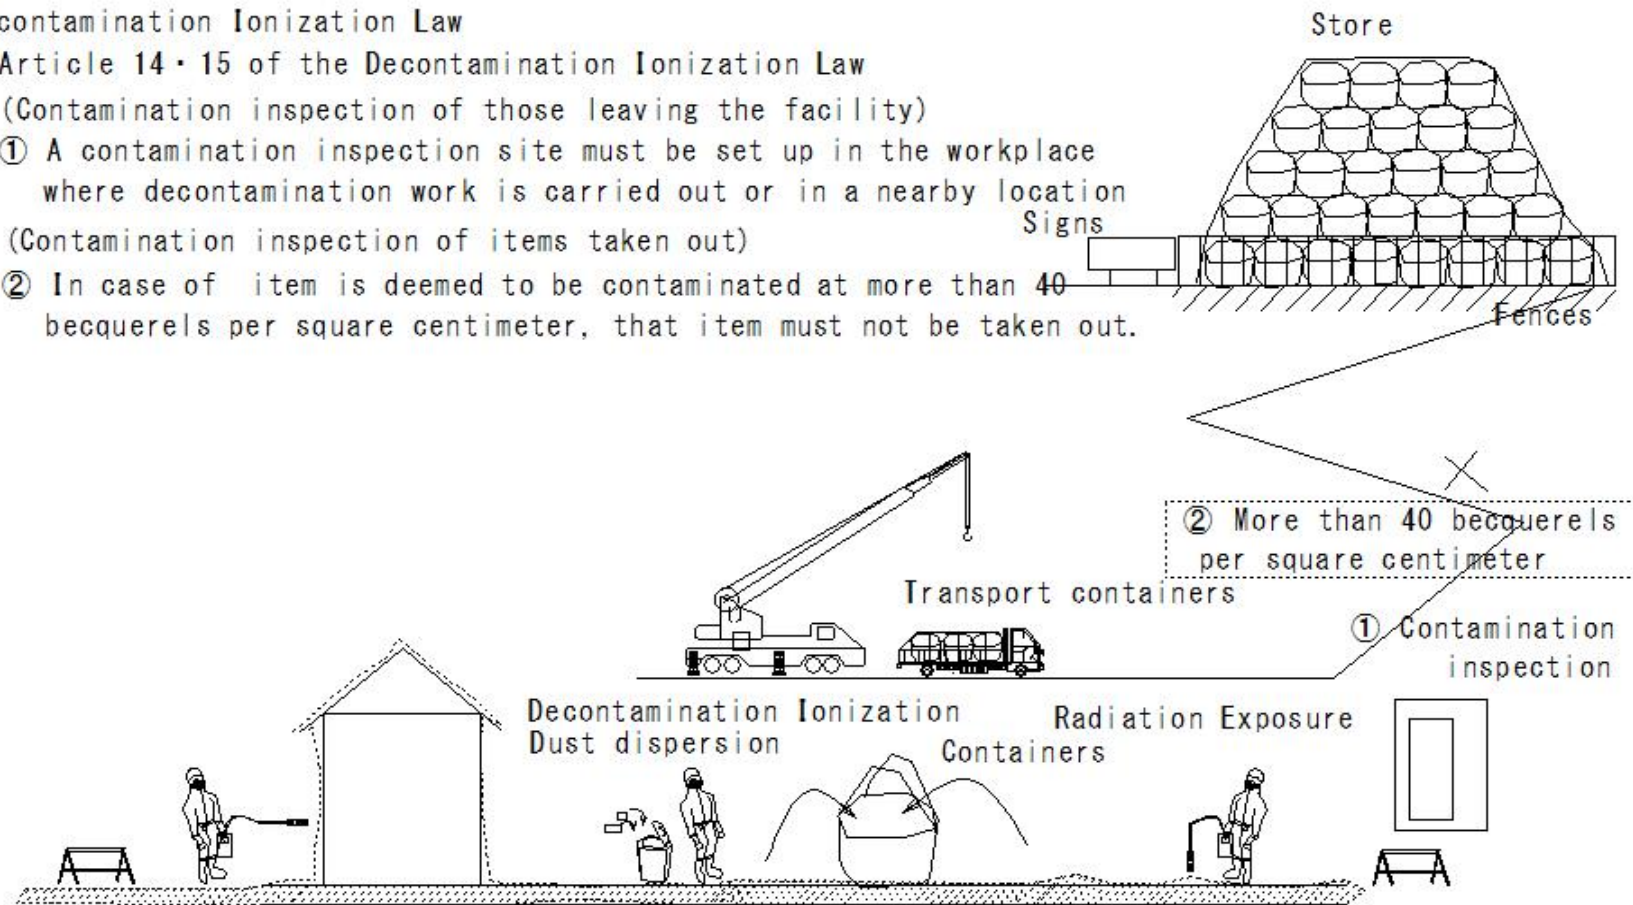 contamination Ionization Law
Article 14・15 of the Decontamination Ionization Law
(Contamination inspection of those leaving the facility)
① A contamination inspection site must be set up in the workplace
where decontamination work is carried out or in a nearby location
(Contamination inspection of items taken out)
② In case of item is deemed to be contaminated at more than 40
becquerels per square centimeter, that item must not be taken out.
Store
Signs
Fences
② More than 40 becquerels
per square centimeter
Transport containers
① Contamination
inspection
Decontamination Ionization
Dust dispersion
Radiation Exposure
Containers